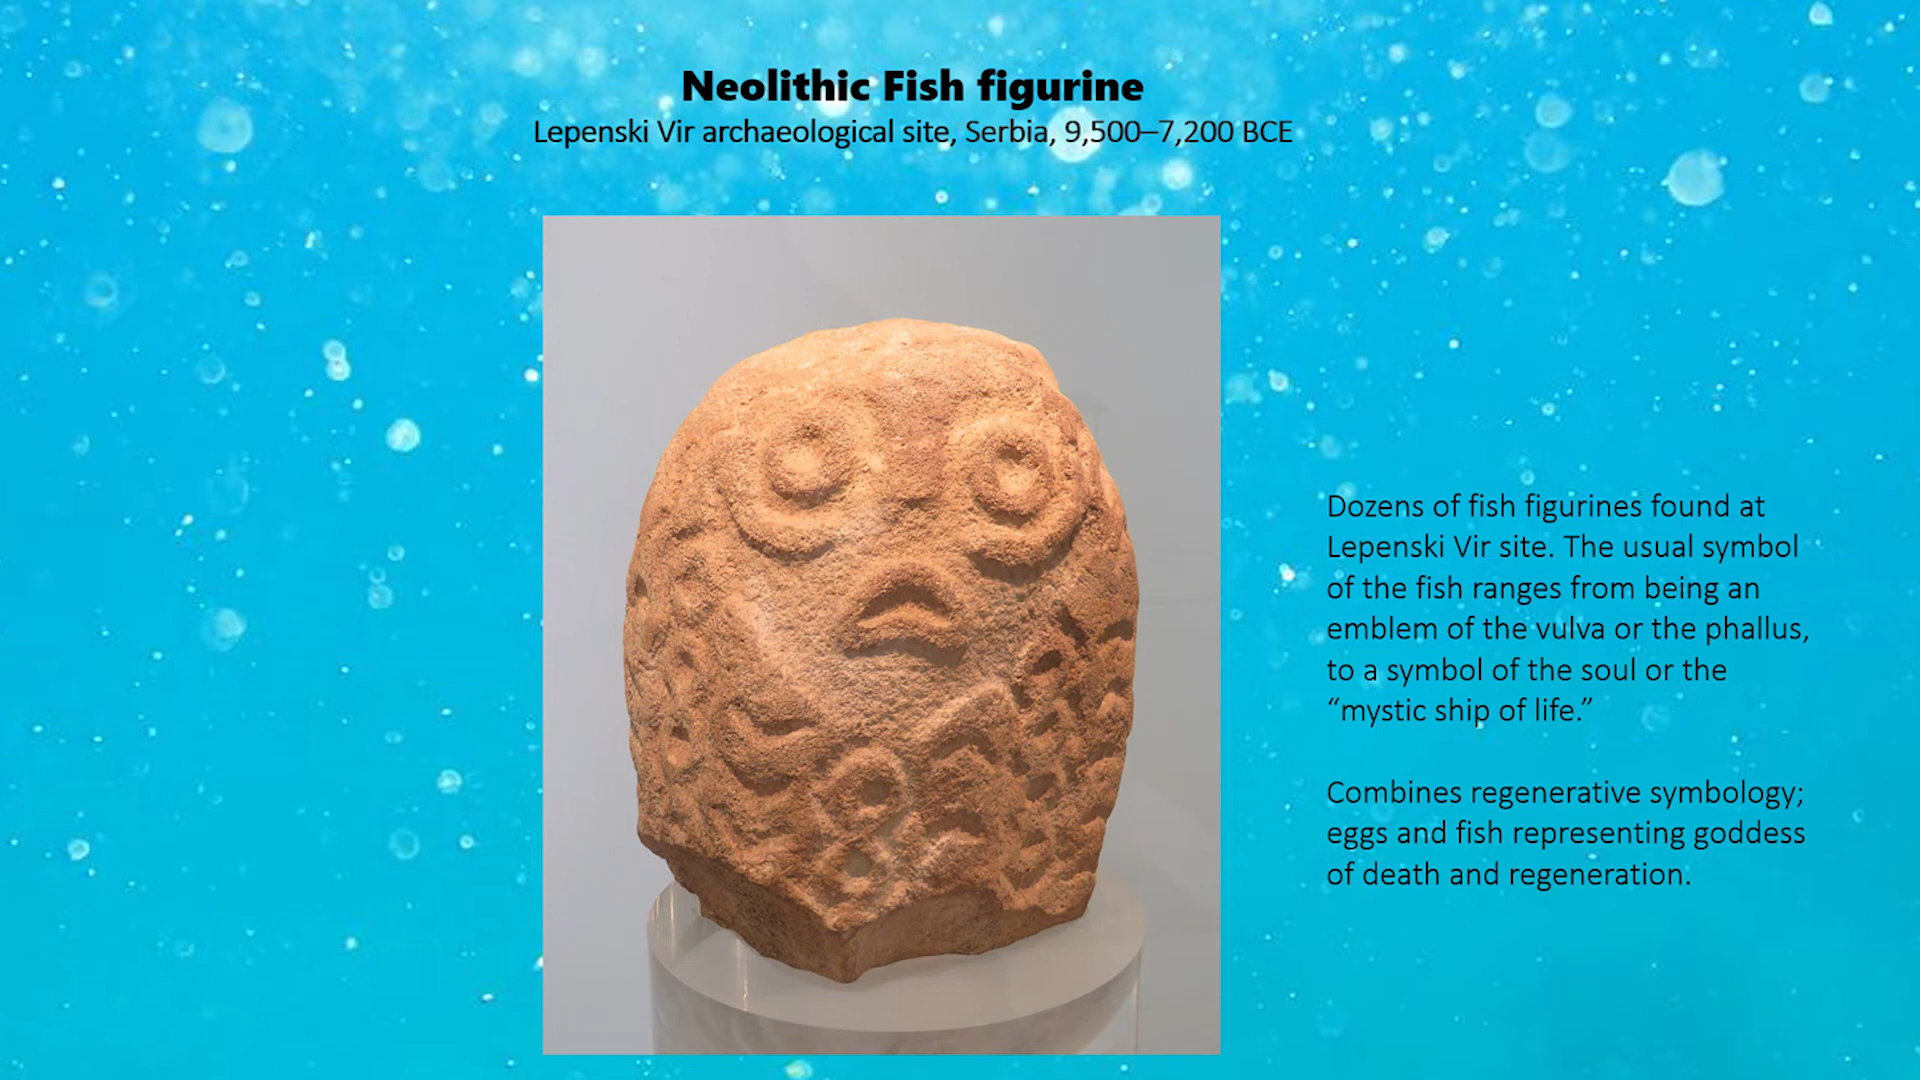 Neolithic Fish figurine
Lepenski Vir archaeological site, Serbia, 9,500–7,200 BCE
Dozens of fish figurines found at
Lepenski Vir site. The usual symbol
of the fish ranges from being an
emblem of the vulva or the phallus,
to a symbol of the soul or the
“mystic ship of life.”
Combines regenerative symbology;
eggs and fish representing goddess
of death and regeneration.